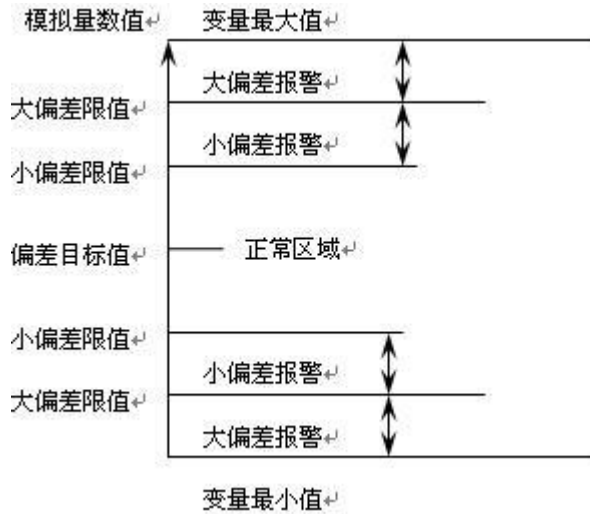 模拟量数值↵ 变量最大值↵
大偏差报警↵
大偏差限值↵
小偏差报警↵
小偏差限值↵
偏差目标值↵ 正常区域↵
小偏差限值↵
小偏差报警↵
大偏差限值↵
大偏差报警↵
变量最小值↵